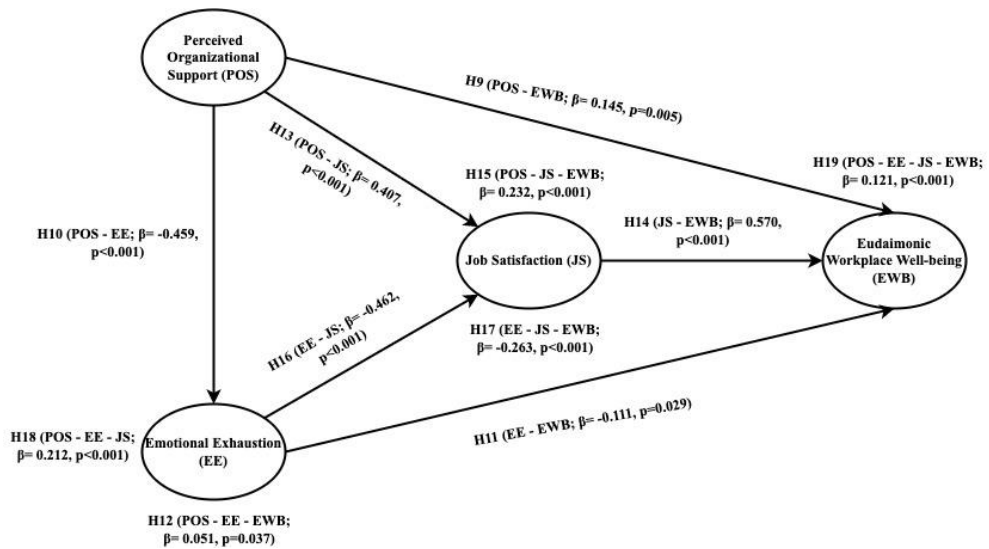 Perceived
Organizational
Support (POS)
H9 (POS - EWB; β= 0.145, p=0.005)
H13 (POS - JS; β= 0.407,
p<0.001)
H15 (POS - JS - EWB;
β= 0.232, p<0.001)
H19 (POS - EE - JS - EWB;
β= 0.121, p<0.001)
H10 (POS - EE; β= -0.459,
p<0.001)
H14 (JS - EWB; β= 0.570,
p<0.001)
Job Satisfaction (JS)
Eudaimonic
Workplace Well-being
(EWB)
H16 (EE - JS; β= -0.462,
p<0.001)
H17 (EE - JS - EWB;
β= -0.263, p<0.001)
H11 (EE - EWB; β= -0.111, p=0.029)
H18 (POS - EE - JS;
β= 0.212, p<0.001)
Emotional Exhaustion
(EE)
H12 (POS - EE - EWB;
β= 0.051, p=0.037)